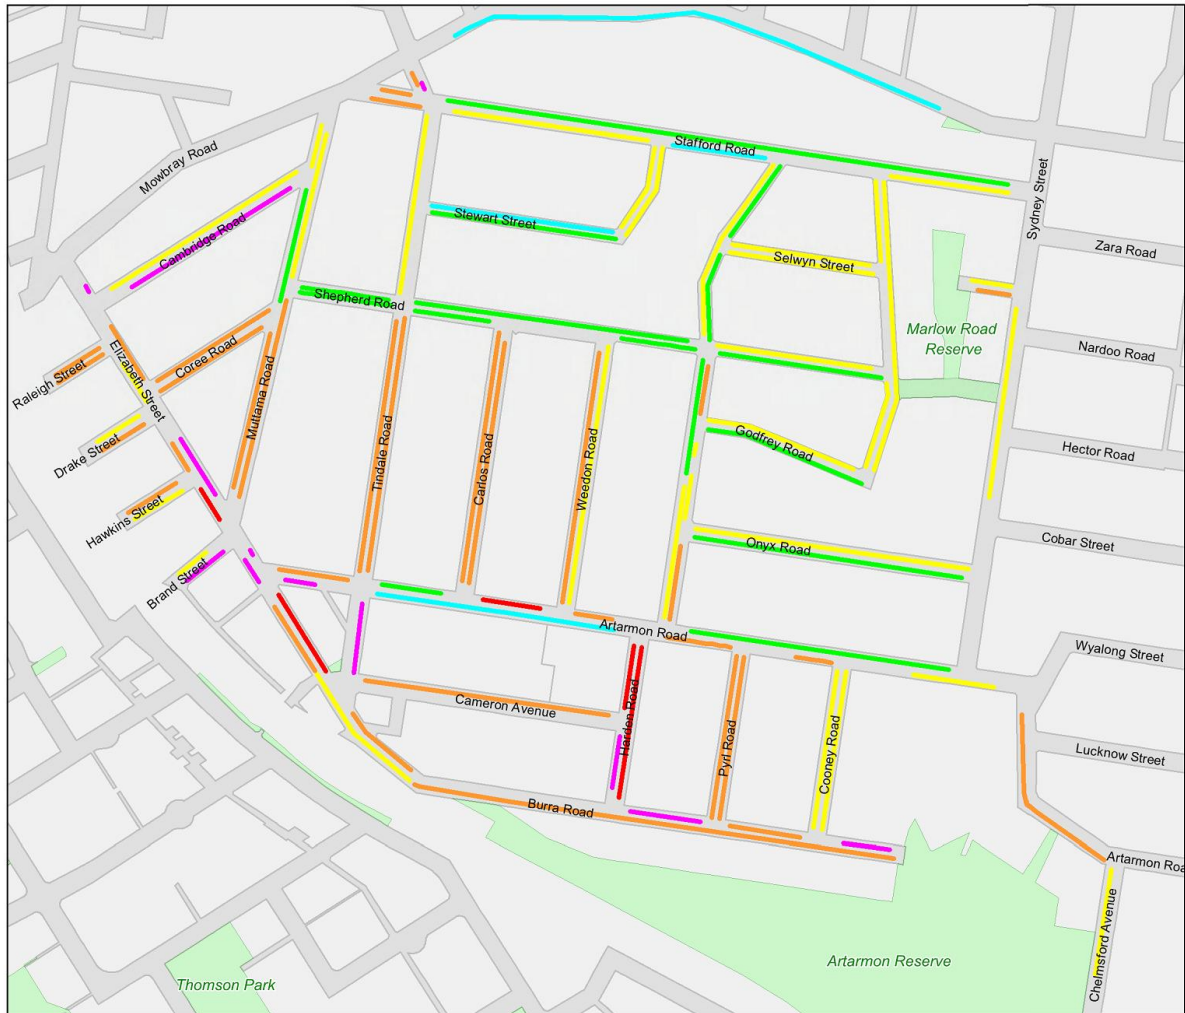 Stafford Road
Mowbray Road
Sydney Street
Stewart Street
Cambridge Road
Zara Road
Selwyn Street
Shepherd Road
Marlow Road
Reserve
Nardoo Road
Coree Road
Elizabeth Street
Raleigh Street
Muttama Road
Drake Street
Tindale Road
Carlos Road
Weedon Road
Godfrey Road
Hector Road
Hawkins Street
Onyx Road
Cobar Street
Brand Street
Artarmon Road
Wyalong Street
Cameron Avenue
Harden Road
Pyrl Road
Cooney Road
Lucknow Street
Burra Road
Artarmon Roa
Chelmsford Avenue
Artarmon Reserve
Thomson Park